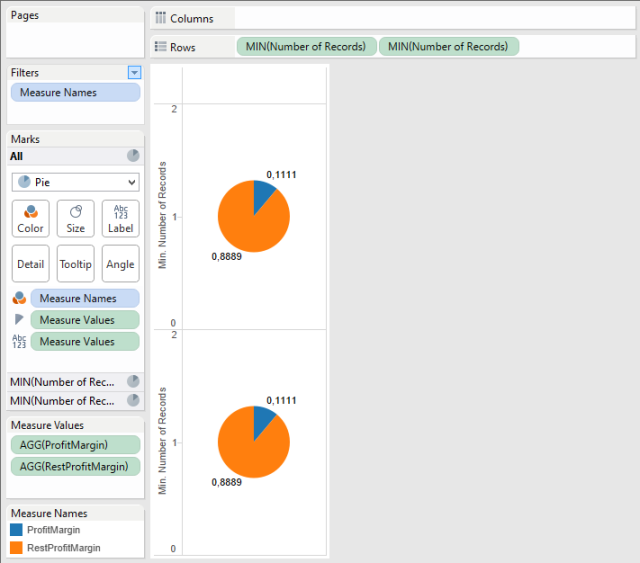 Pages
Columns
Rows MIN(Number of Records) MIN(Number of Records)
Filters
Measure Names
Marks
All
Pie
Color Size Abc 123 Label
Detail Tooltip Angle
Measure Names
Measure Values
Abc 123 Measure Values
MIN(Number of Rec...
MIN(Number of Rec...
Measure Values
AGG(ProfitMargin)
AGG(RestProfitMargin)
Measure Names
ProfitMargin
RestProfitMargin
2
1
0
Min. Number of Records
0,1111
0,8889
2
1
0
Min. Number of Records
0,1111
0,8889